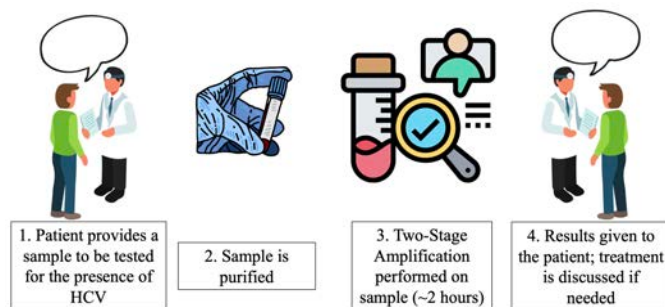 1. Patient provides a
sample to be tested
for the presence of
HCV
2. Sample is
purified
3. Two-Stage
Amplification
performed on
sample (~2 hours)
4. Results given to
the patient; treatment
is discussed if
needed